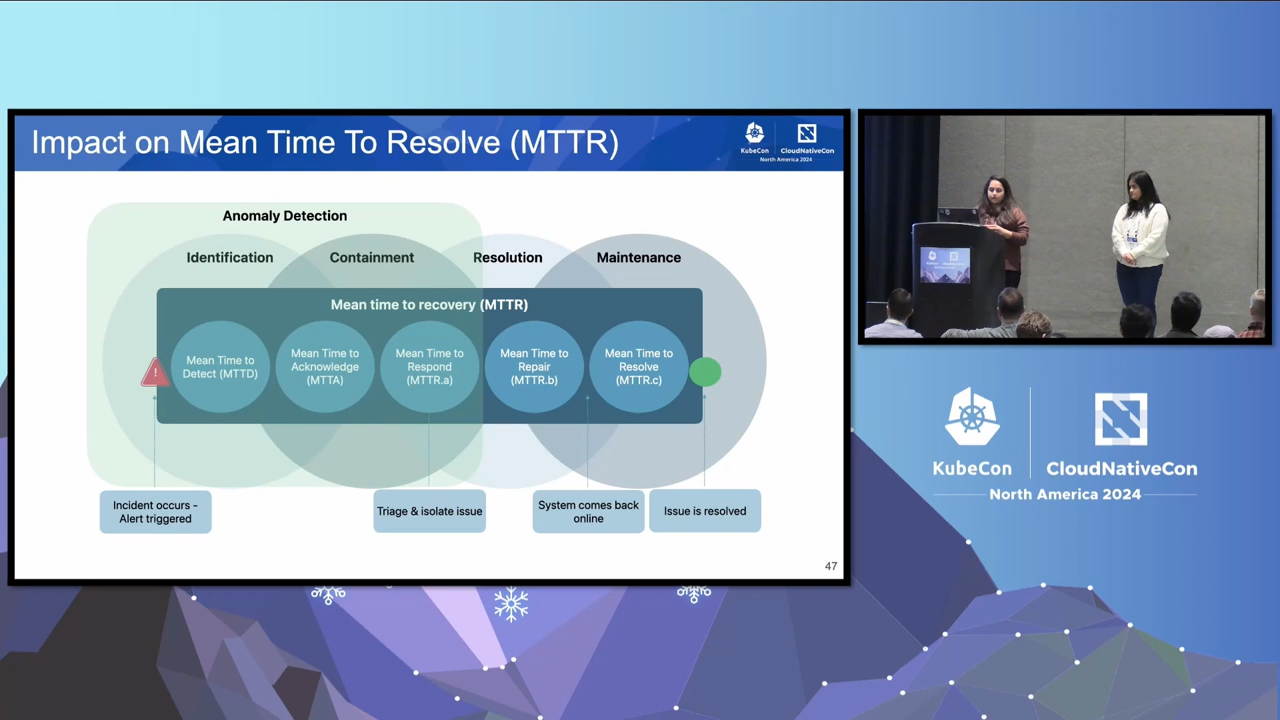 Impact on Mean Time To Resolve (MTTR)
KubeCon
CloudNativeCon
North America 2024
Anomaly Detection
Identification
Containment
Resolution
Maintenance
Mean time to recovery (MTTR)
!
Mean Time to
Detect (MTTD)
Mean Time to
Acknowledge
(MTTA)
Mean Time to
Respond
(MTTR.a)
Mean Time to
Repair
(MTTR.b)
Mean Time to
Resolve
(MTTR.c)
Incident occurs -
Alert triggered
Triage & isolate issue
System comes back
online
Issue is resolved
47
KubeCon
CloudNativeCon
North America 2024